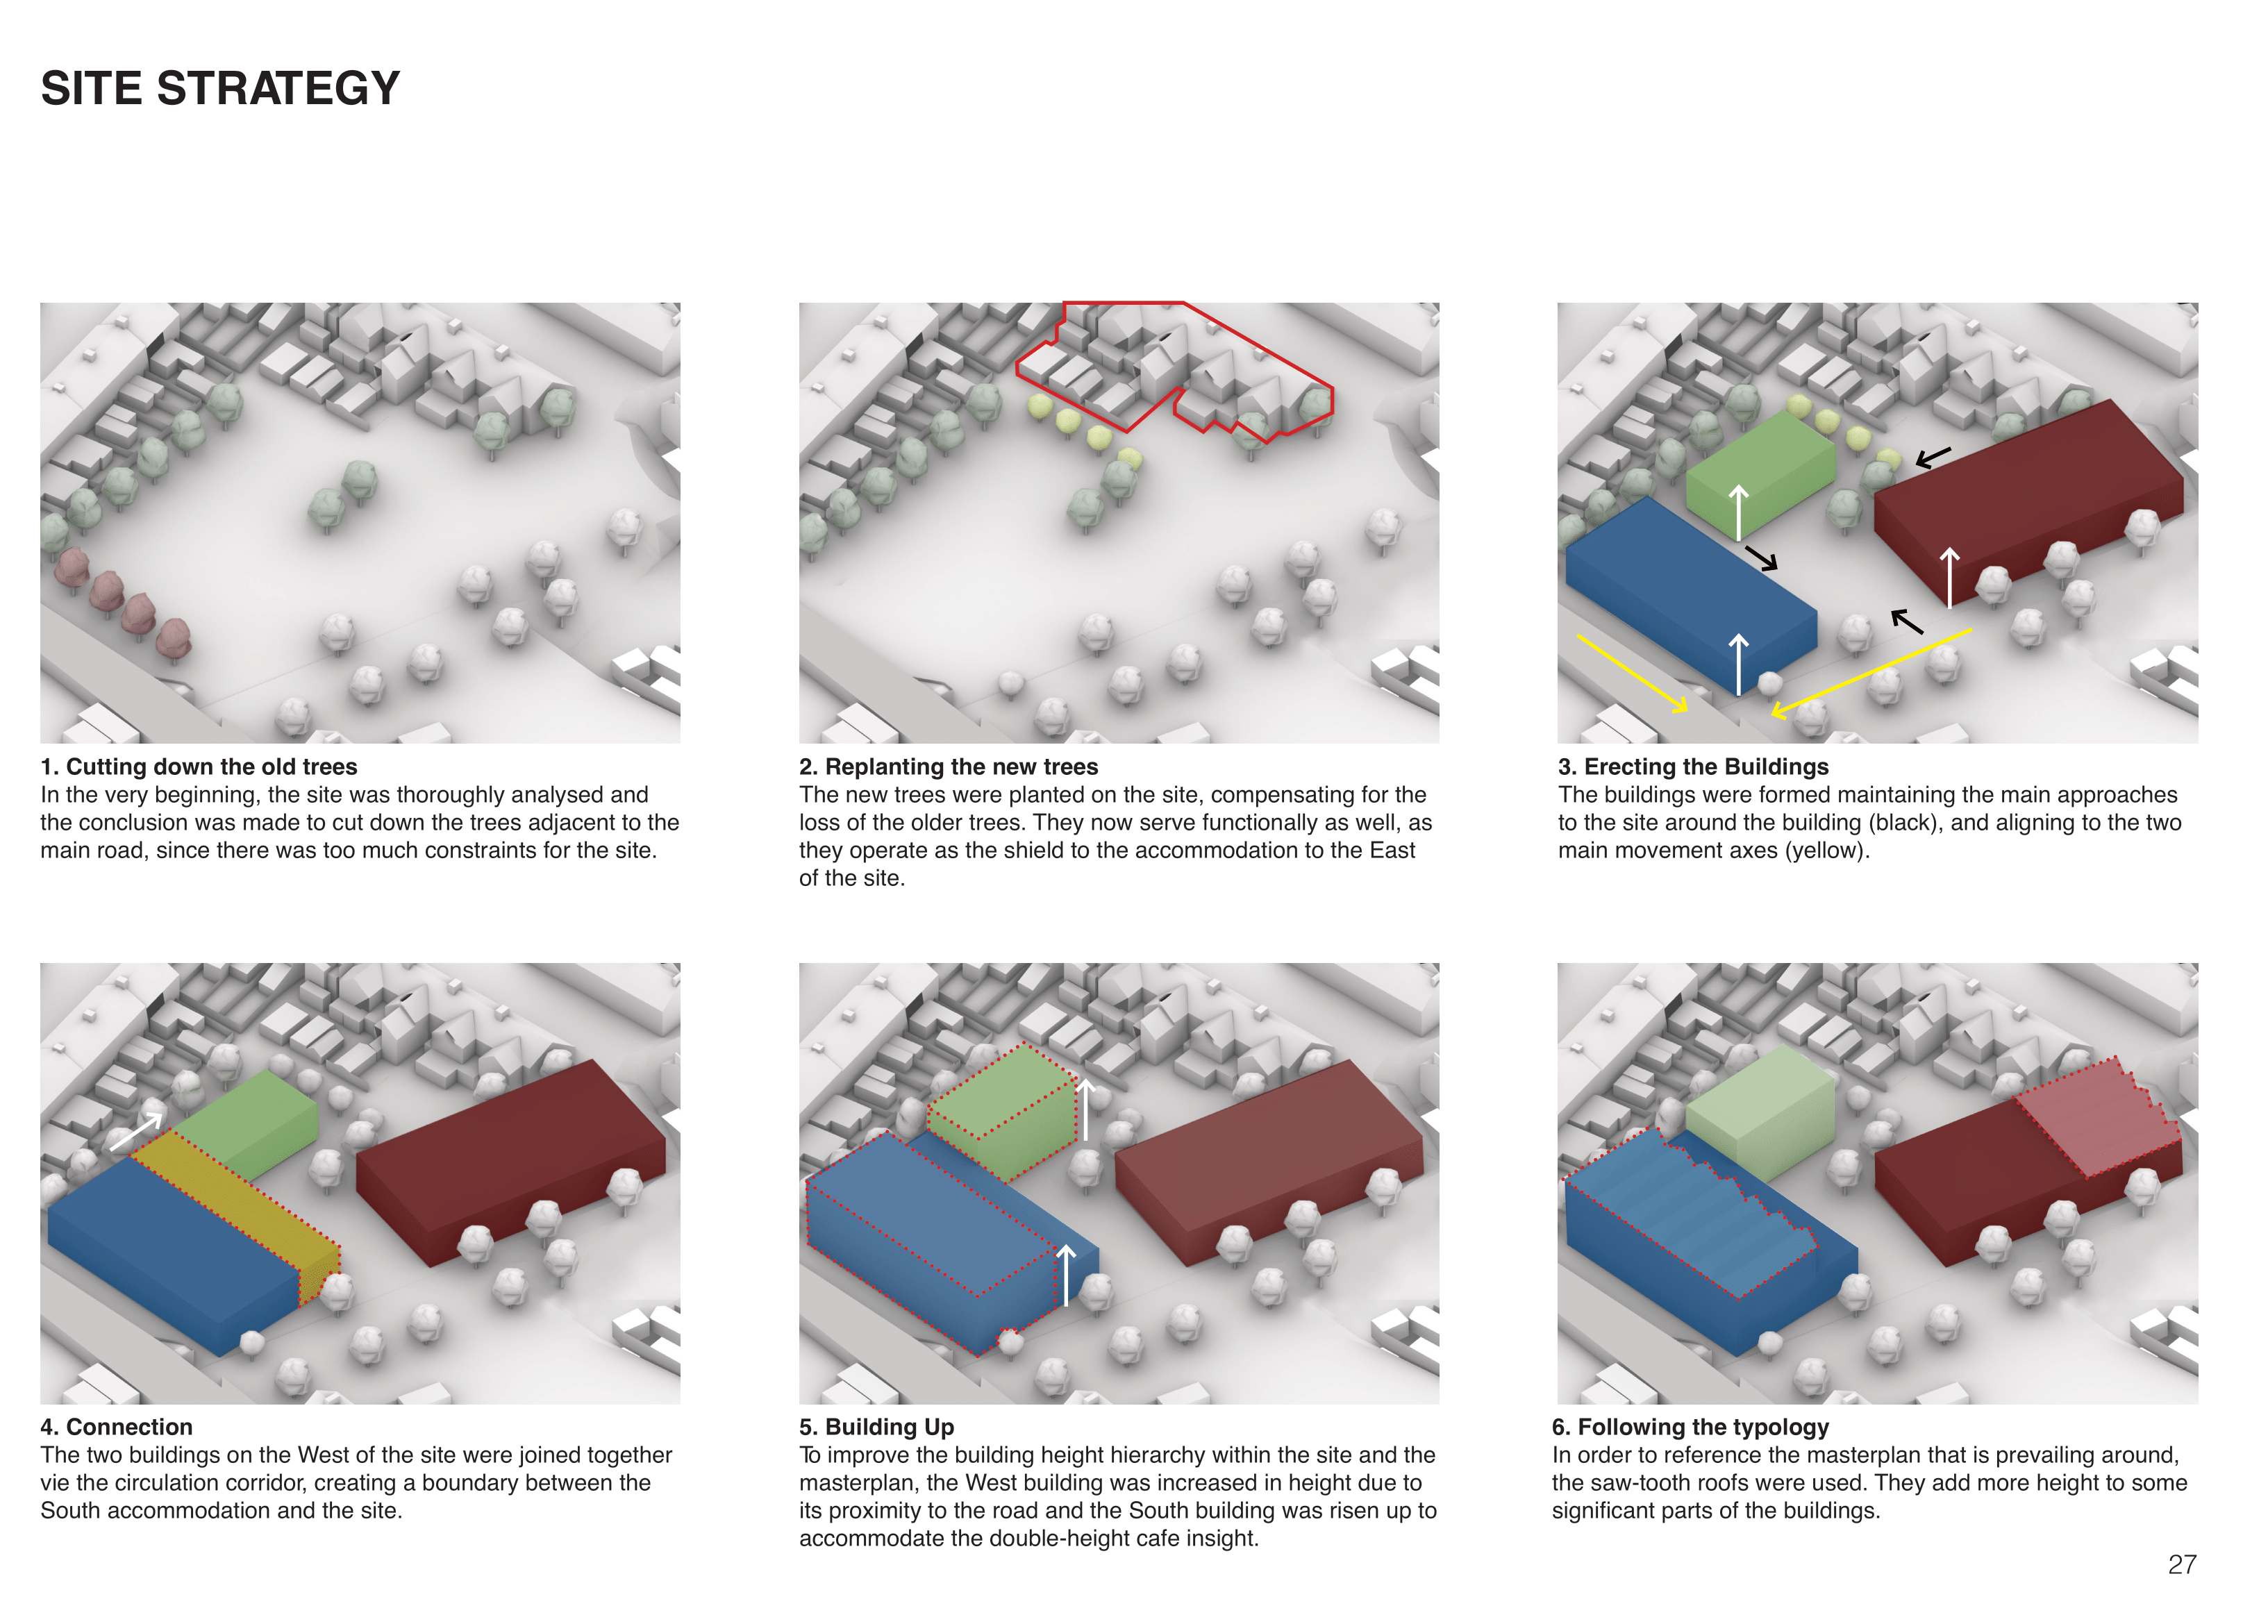 SITE STRATEGY
1. Cutting down the old trees
In the very beginning, the site was thoroughly analysed and
the conclusion was made to cut down the trees adjacent to the
main road, since there was too much constraints for the site.
2. Replanting the new trees
The new trees were planted on the site, compensating for the
loss of the older trees. They now serve functionally as well, as
they operate as the shield to the accommodation to the East
of the site.
3. Erecting the Buildings
The buildings were formed maintaining the main approaches
to the site around the building (black), and aligning to the two
main movement axes (yellow).
4. Connection
The two buildings on the West of the site were joined together
vie the circulation corridor, creating a boundary between the
South accommodation and the site.
5. Building Up
To improve the building height hierarchy within the site and the
masterplan, the West building was increased in height due to
its proximity to the road and the South building was risen up to
accommodate the double-height cafe insight.
6. Following the typology
In order to reference the masterplan that is prevailing around,
the saw-tooth roofs were used. They add more height to some
significant parts of the buildings.
27